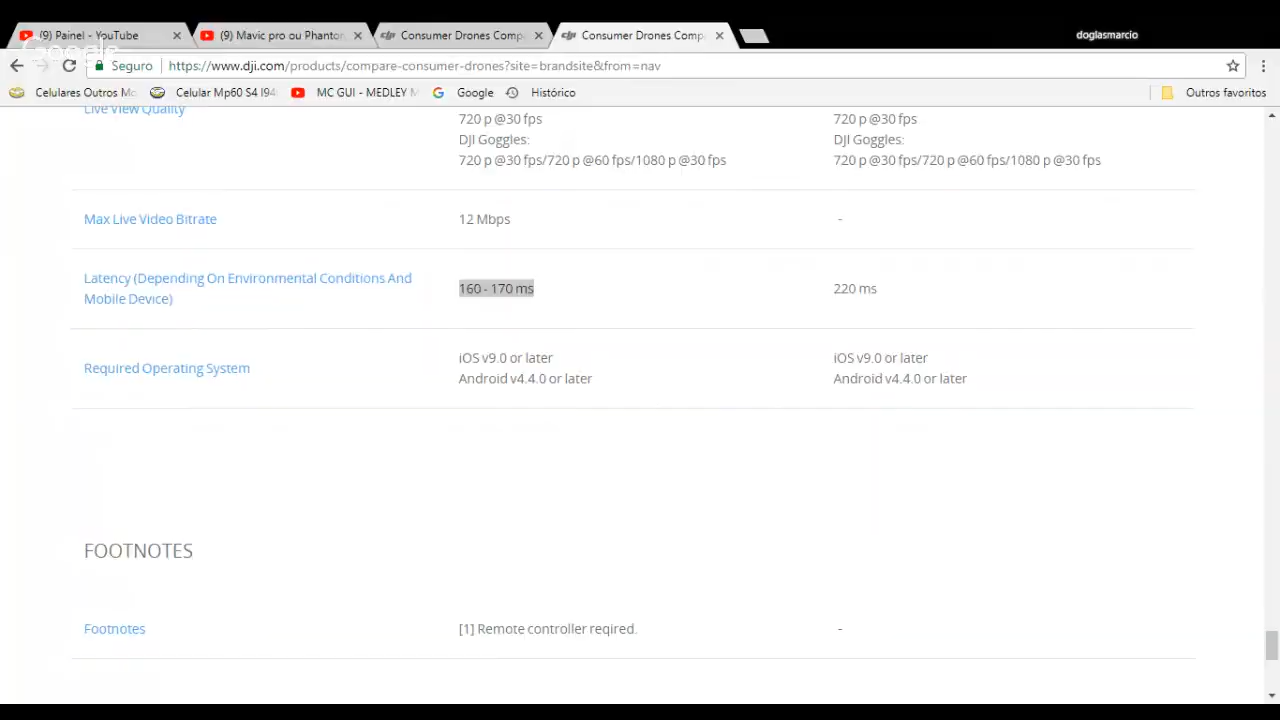 (9) Painel - YouTube
(9) Mavic pro ou Phanton
Consumer Drones Comp
Consumer Drones Comp
doglasmarcio
Google
Seguro
https://www.dji.com/products/compare-consumer-drones?site=brandsite&from=nav
Celulares Outros Mo
Celular Mp60 S4 I94
MC GUI - MEDLEY M
Google
Histórico
Outros favoritos
Live View Quality
720 p @30 fps
720 p @30 fps
DJI Goggles:
DJI Goggles:
720 p @30 fps/720 p @60 fps/1080 p @30 fps
720 p @30 fps/720 p @60 fps/1080 p @30 fps
Max Live Video Bitrate
12 Mbps
-
Latency (Depending On Environmental Conditions And
Mobile Device)
160 - 170 ms
220 ms
Required Operating System
iOS v9.0 or later
Android v4.4.0 or later
iOS v9.0 or later
Android v4.4.0 or later
FOOTNOTES
Footnotes
[1] Remote controller reqired.
-